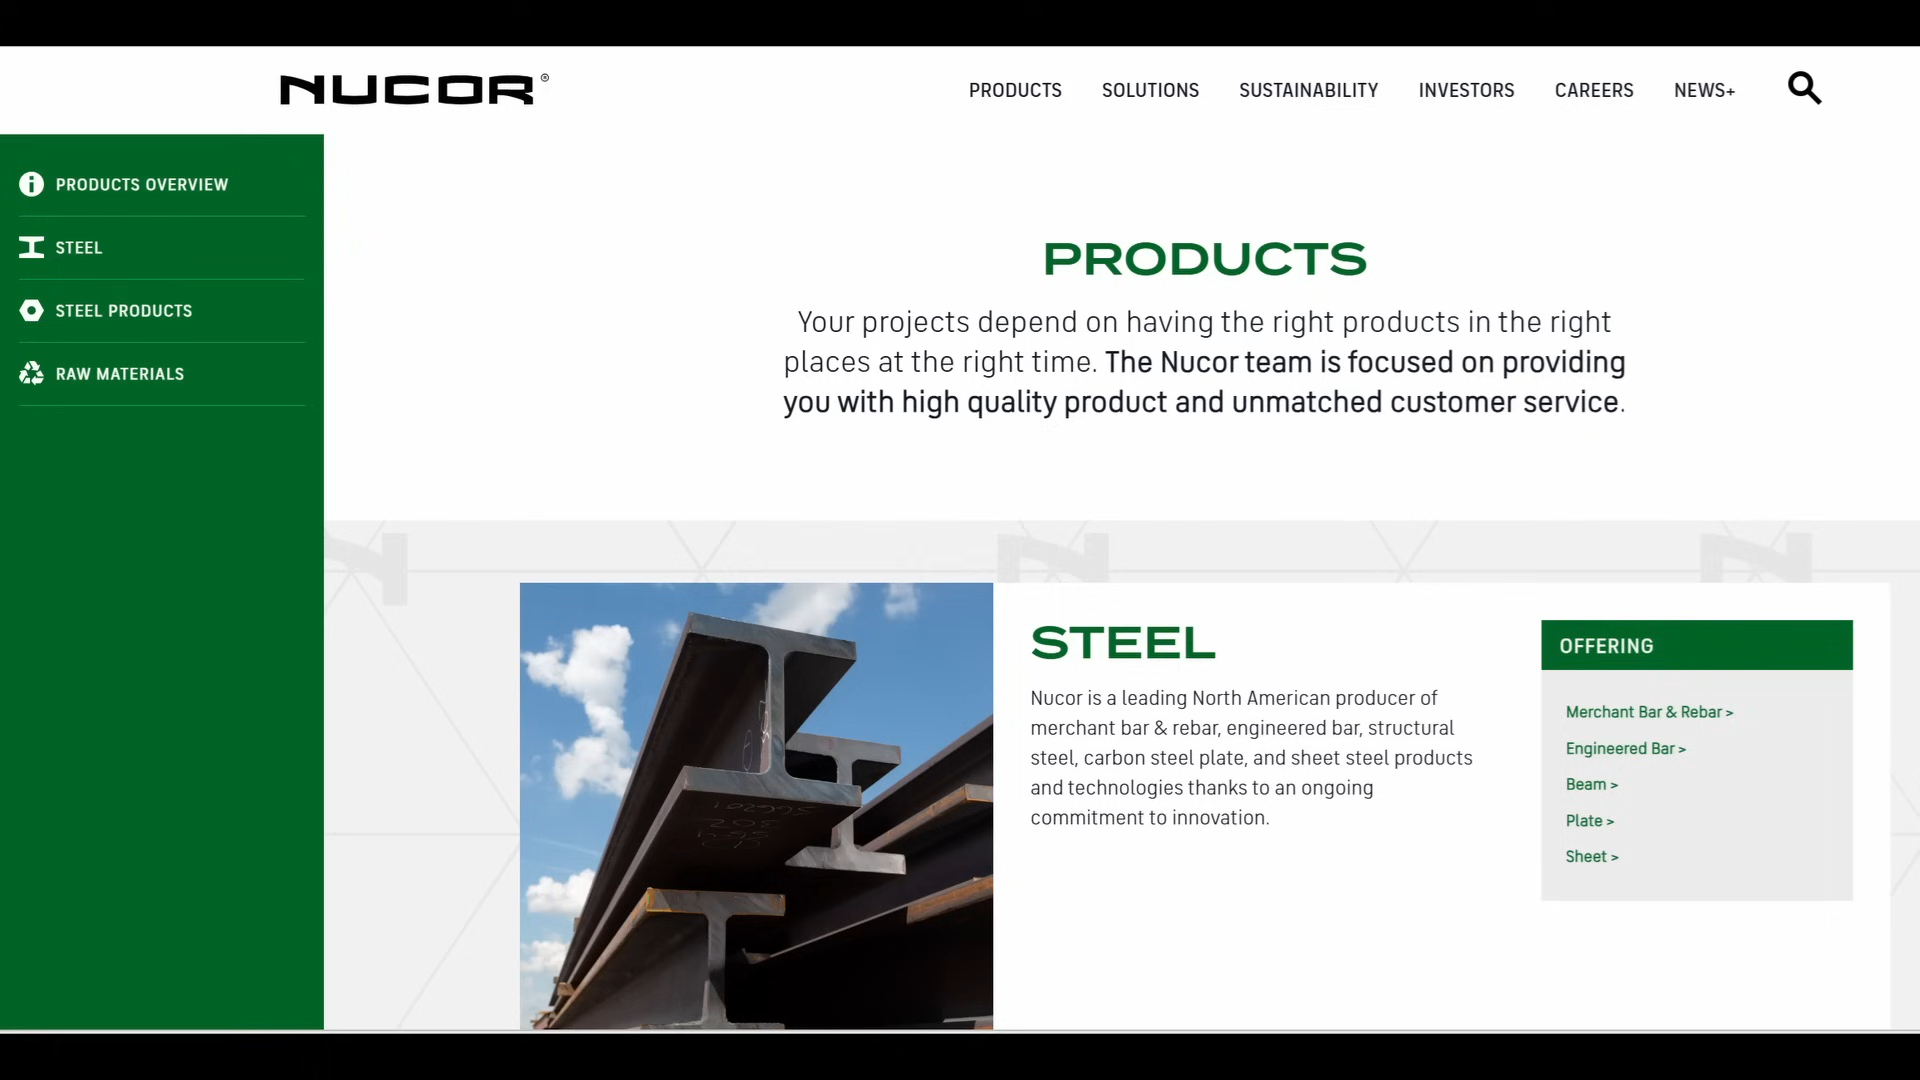 NUCOR®
PRODUCTS SOLUTIONS SUSTAINABILITY INVESTORS CAREERS NEWS+
PRODUCTS OVERVIEW
STEEL
STEEL PRODUCTS
RAW MATERIALS
PRODUCTS
Your projects depend on having the right products in the right
places at the right time. The Nucor team is focused on providing
you with high quality product and unmatched customer service.
STEEL
Nucor is a leading North American producer of
merchant bar & rebar, engineered bar, structural
steel, carbon steel plate, and sheet steel products
and technologies thanks to an ongoing
commitment to innovation.
OFFERING
Merchant Bar & Rebar >
Engineered Bar >
Beam >
Plate >
Sheet >